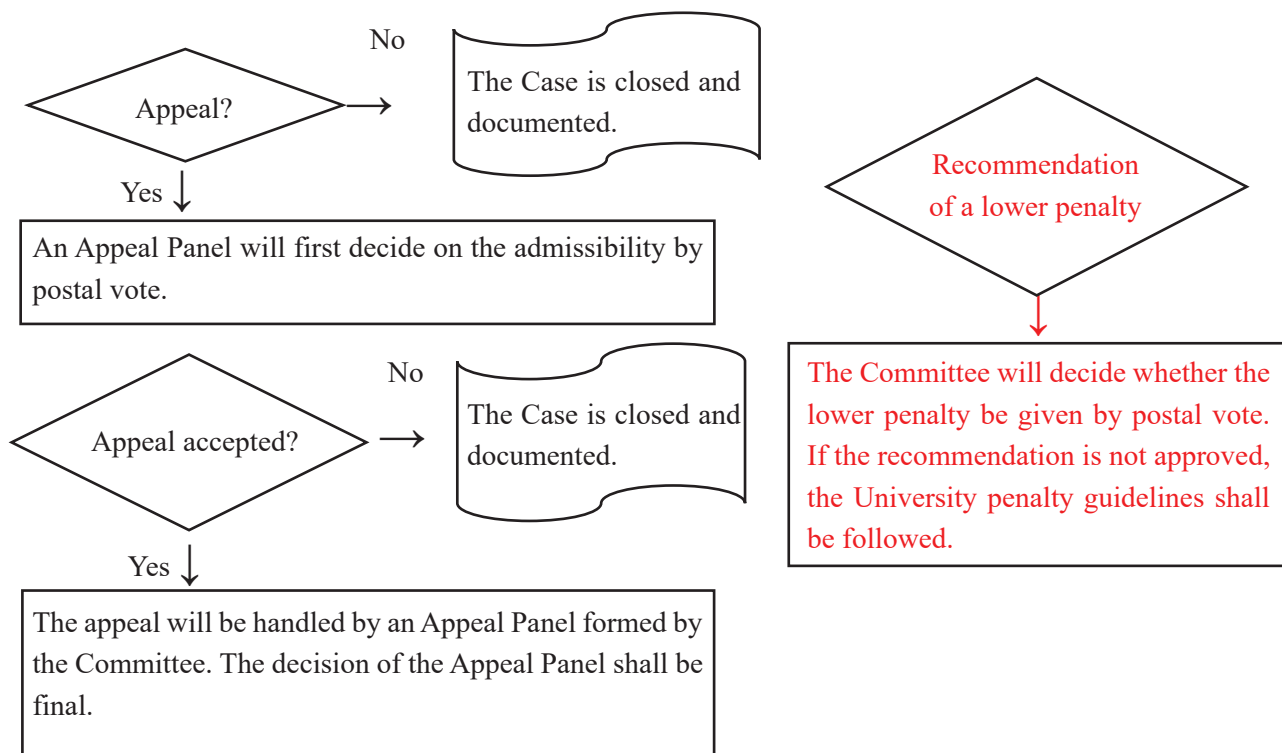 No
Appeal?
The Case is closed and
documented.
Yes
An Appeal Panel will first decide on the admissibility by
postal vote.
No
Appeal accepted?
The Case is closed and
documented.
Yes
The appeal will be handled by an Appeal Panel formed by
the Committee. The decision of the Appeal Panel shall be
final.
Recommendation
of a lower penalty
The Committee will decide whether the
lower penalty be given by postal vote.
If the recommendation is not approved,
the University penalty guidelines shall
be followed.